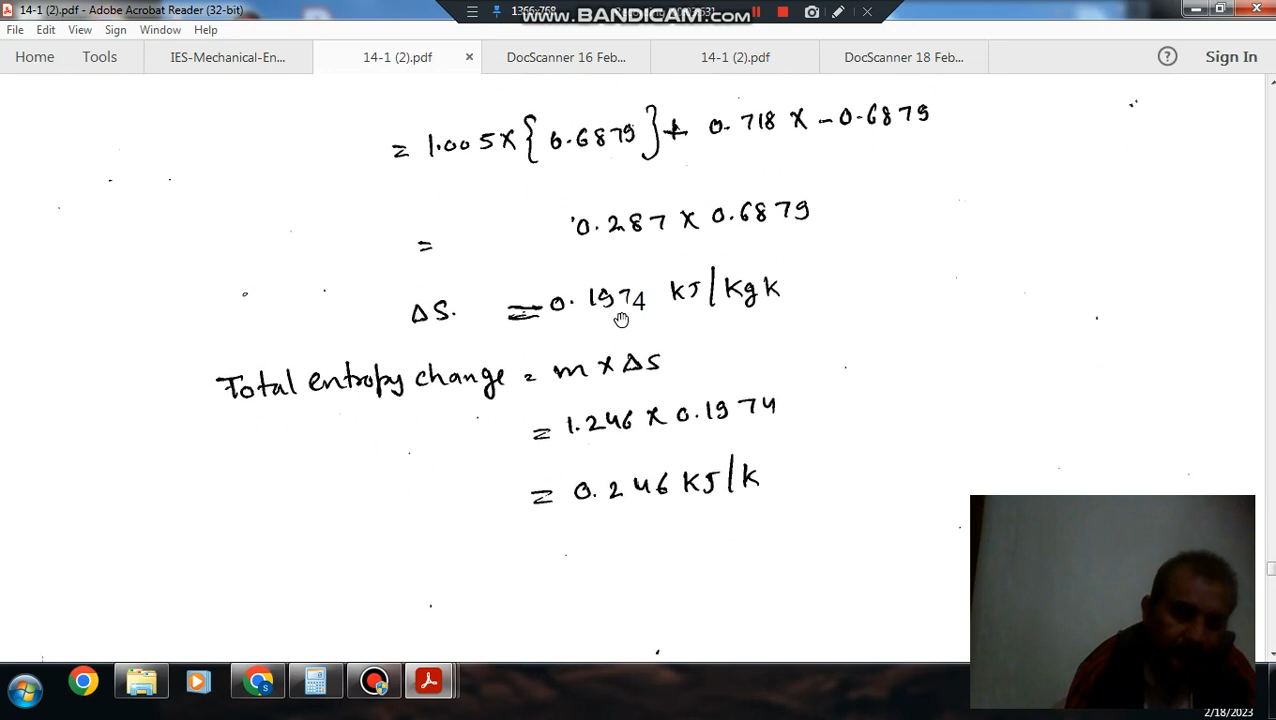 14-1 (2).pdf - Adobe Acrobat Reader (32-bit)
1366x768
www.BANDICAM.com
File Edit View Sign Window Help
Home Tools IES-Mechanical-En... 14-1 (2).pdf × DocScanner 16 Feb... 14-1 (2).pdf DocScanner 18 Feb... Sign In
= 1.005 x {0.6879} + 0.718 x -0.6879
= 0.287 x 0.6879
ΔS. = 0.1974 kJ/kgk
Total entropy change = m x ΔS
= 1.246 x 0.1974
= 0.246 kJ/k
2/18/2023